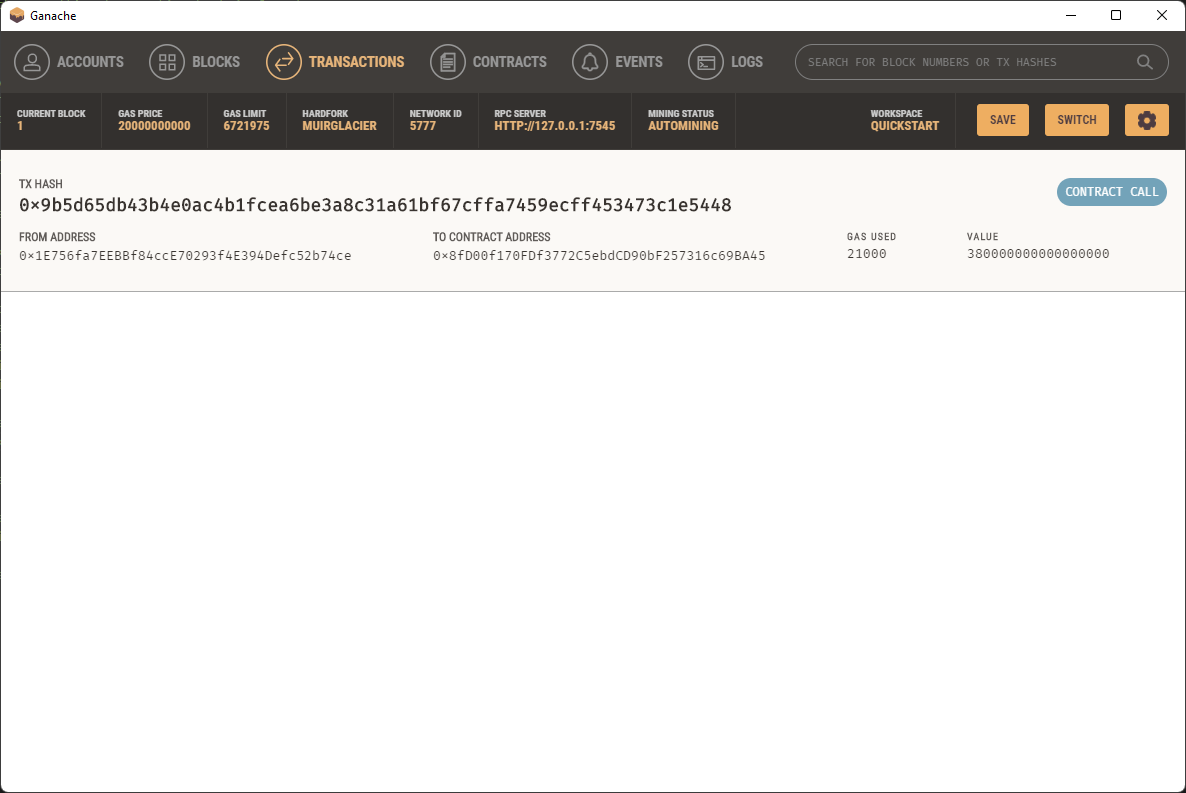 Ganache
ACCOUNTS BLOCKS TRANSACTIONS CONTRACTS EVENTS LOGS SEARCH FOR BLOCK NUMBERS OR TX HASHES
CURRENT BLOCK GAS PRICE GAS LIMIT HARDFORK NETWORK ID RPC SERVER MINING STATUS WORKSPACE
1 20000000000 6721975 MUIRGLACIER 5777 HTTP://127.0.0.1:7545 AUTOMINING QUICKSTART SAVE SWITCH
TX HASH
0×9b5d65db43b4e0ac4b1fcea6be3a8c31a61bf67cffa7459ecff453473c1e5448 CONTRACT CALL
FROM ADDRESS TO CONTRACT ADDRESS GAS USED VALUE
0×1E756fa7EEBBf84ccE70293f4E394Defc52b74ce 0×8fD00f170FDf3772C5ebdCD90bF257316c69BA45 21000 380000000000000000